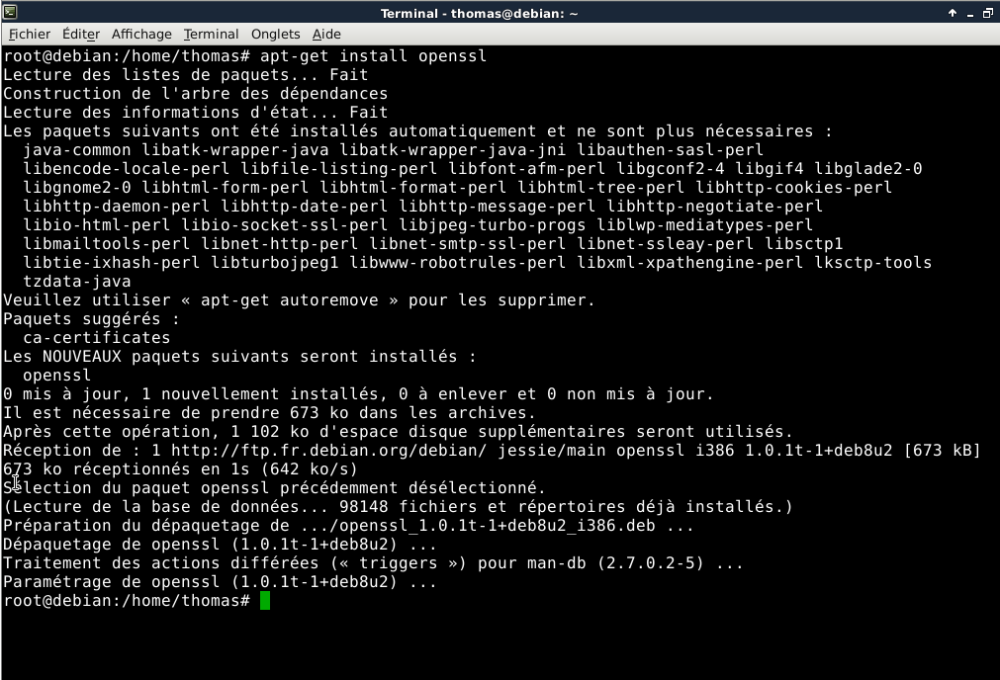 Terminal - thomas@debian: ~
Fichier Éditer Affichage Terminal Onglets Aide
root@debian:/home/thomas# apt-get install openssl
Lecture des listes de paquets... Fait
Construction de l'arbre des dépendances
Lecture des informations d'état... Fait
Les paquets suivants ont été installés automatiquement et ne sont plus nécessaires :
  java-common libatk-wrapper-java libatk-wrapper-java-jni libauthen-sasl-perl
  libencode-locale-perl libfile-listing-perl libfont-afm-perl libgconf2-4 libgif4 libglade2-0
  libgnome2-0 libhtml-form-perl libhtml-format-perl libhtml-tree-perl libhttp-cookies-perl
  libhttp-daemon-perl libhttp-date-perl libhttp-message-perl libhttp-negotiate-perl
  libio-html-perl libio-socket-ssl-perl libjpeg-turbo-progs liblwp-mediatypes-perl
  libmailtools-perl libnet-http-perl libnet-smtp-ssl-perl libnet-ssleay-perl libsctp1
  libtie-ixhash-perl libturbojpeg1 libwww-robotrules-perl libxml-xpathengine-perl lksctp-tools
  tzdata-java
Veuillez utiliser « apt-get autoremove » pour les supprimer.
Paquets suggérés :
  ca-certificates
Les NOUVEAUX paquets suivants seront installés :
  openssl
0 mis à jour, 1 nouvellement installés, 0 à enlever et 0 non mis à jour.
Il est nécessaire de prendre 673 ko dans les archives.
Après cette opération, 1 102 ko d'espace disque supplémentaires seront utilisés.
Réception de : 1 http://ftp.fr.debian.org/debian/ jessie/main openssl i386 1.0.1t-1+deb8u2 [673 kB]
673 ko réceptionnés en 1s (642 ko/s)
Sélection du paquet openssl précédemment désélectionné.
(Lecture de la base de données... 98148 fichiers et répertoires déjà installés.)
Préparation du dépaquetage de .../openssl_1.0.1t-1+deb8u2_i386.deb ...
Dépaquetage de openssl (1.0.1t-1+deb8u2) ...
Traitement des actions différées (« triggers ») pour man-db (2.7.0.2-5) ...
Paramétrage de openssl (1.0.1t-1+deb8u2) ...
root@debian:/home/thomas#